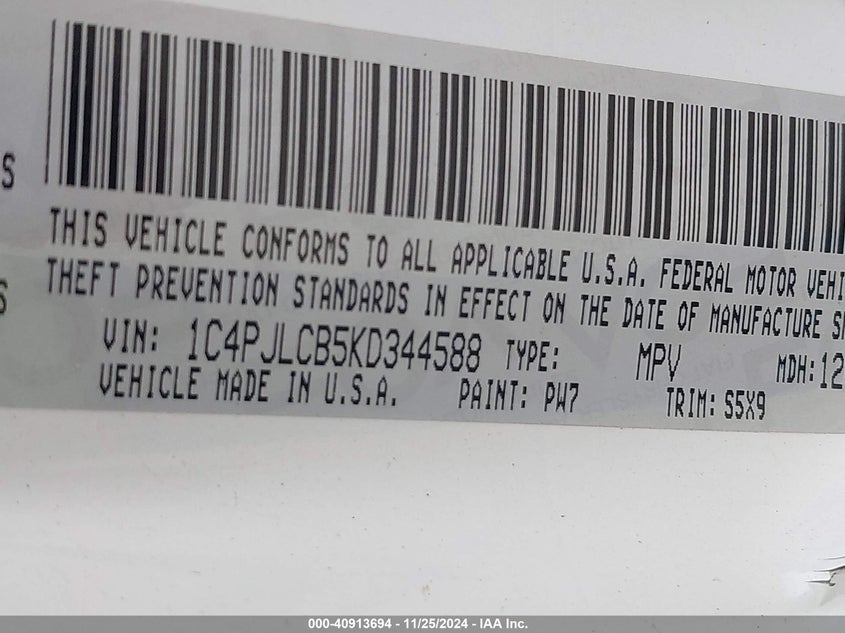 S
THIS VEHICLE CONFORMS TO ALL APPLICABLE U.S.A. FEDERAL MOTOR VEHI
S
THEFT PREVENTION STANDARDS IN EFFECT ON THE DATE OF MANUFACTURE S
VIN: 1C4PJLCB5KD344588 TYPE: MPV MDH: 12
VEHICLE MADE IN U.S.A. PAINT: PW7 TRIM: S5X9
000-40913694 - 11/25/2024 - IAA Inc.